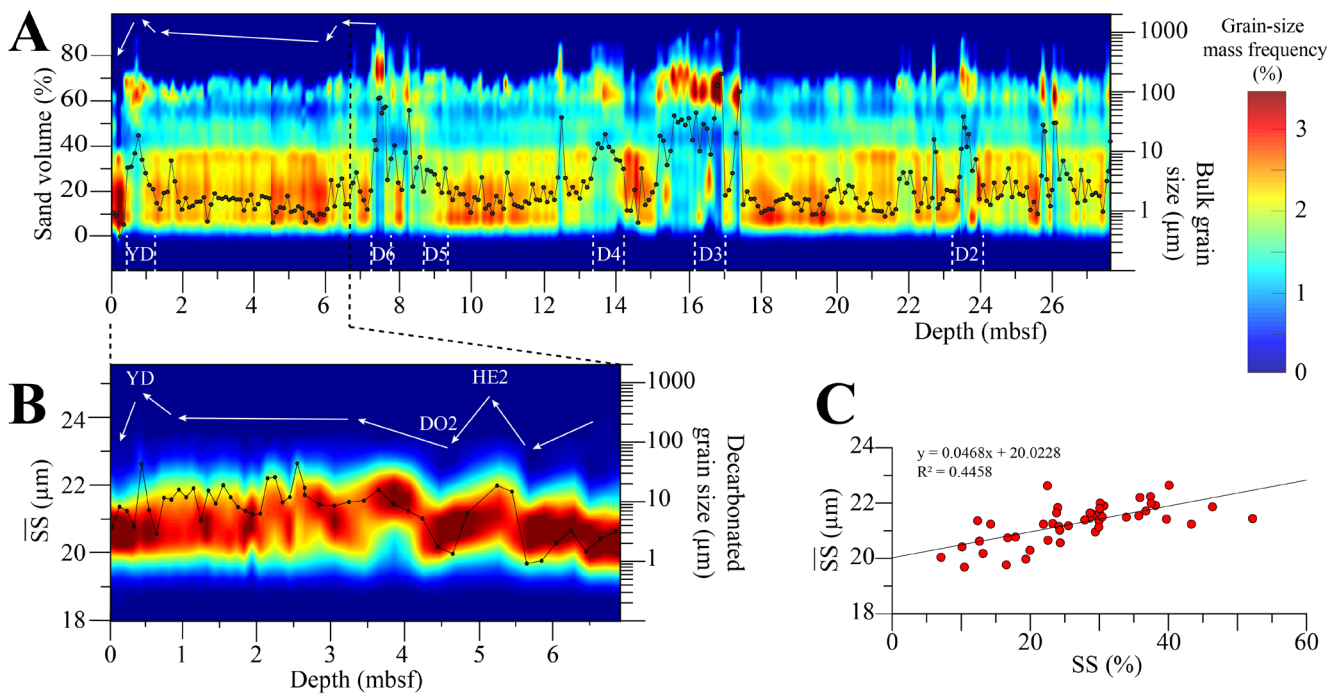 A
Sand volume (%)
80
60
40
20
0
1000
100
10
1
Bulk grain
size (μm)
Grain-size
mass frequency
(%)
3
2
1
0
YD
D6
D5
D4
D3
D2
0
2
4
6
8
10
12
14
16
18
20
22
24
26
Depth (mbsf)
B
SS (μm)
24
22
20
18
YD
DO2
HE2
1000
100
10
1
Decarbonated
grain size (μm)
0
1
2
3
4
5
6
Depth (mbsf)
C
y = 0.0468x + 20.0228
R² = 0.4458
SS (μm)
24
22
20
18
0
20
40
60
SS (%)